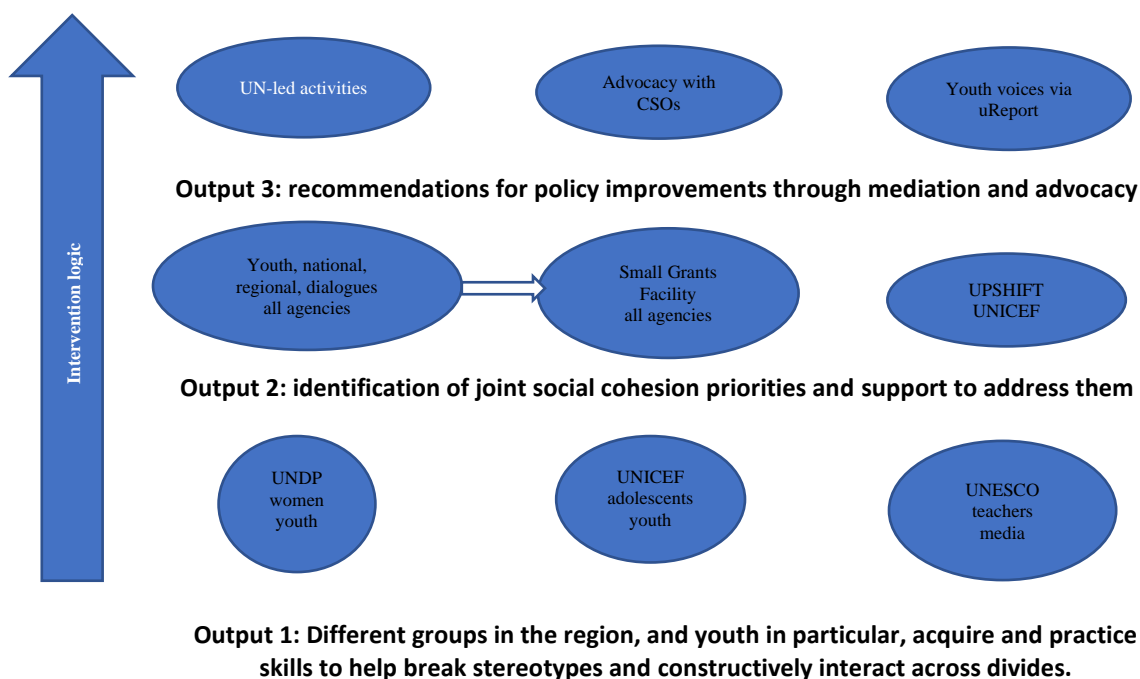 UN-led activities
Advocacy with
CSOs
Youth voices via
uReport
Output 3: recommendations for policy improvements through mediation and advocacy
Intervention logic
Youth, national,
regional, dialogues
all agencies
Small Grants
Facility
all agencies
UPSHIFT
UNICEF
Output 2: identification of joint social cohesion priorities and support to address them
UNDP
women
youth
UNICEF
adolescents
youth
UNESCO
teachers
media
Output 1: Different groups in the region, and youth in particular, acquire and practice
skills to help break stereotypes and constructively interact across divides.